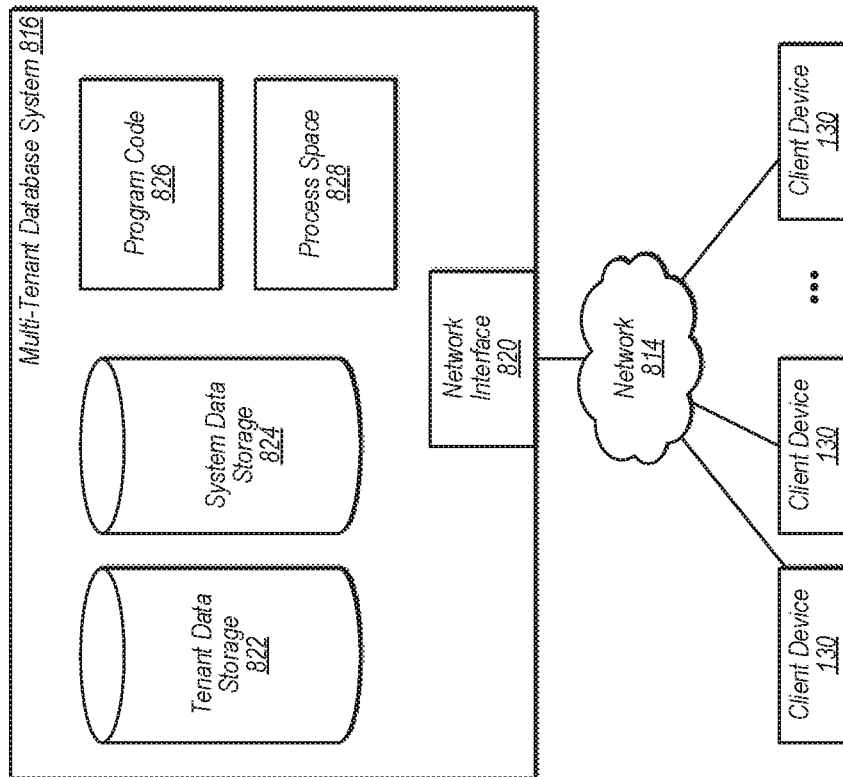 Multi-Tenant Database System 816
Tenant Data
Storage
822
System Data
Storage
824
Program Code
826
Process Space
828
Network
Interface
820
Network
814
Client Device
130
Client Device
130
•••
Client Device
130